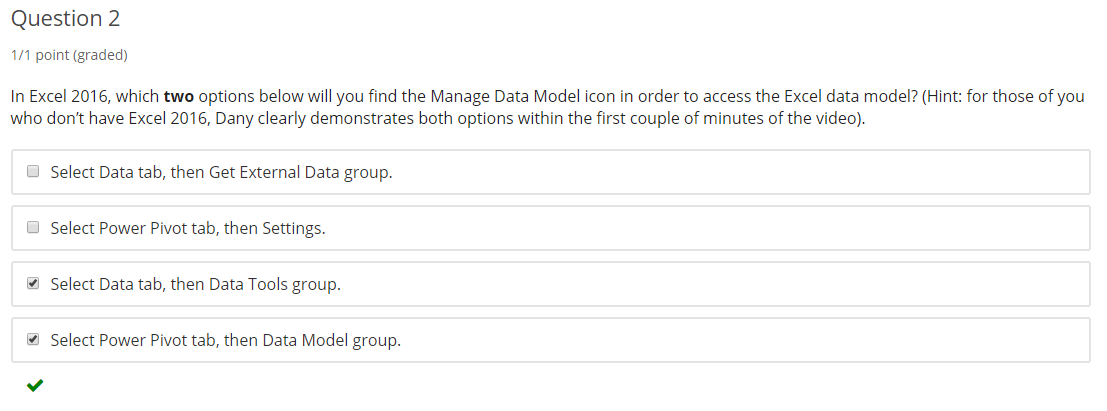 Question 2
1/1 point (graded)
In Excel 2016, which two options below will you find the Manage Data Model icon in order to access the Excel data model? (Hint: for those of you
who don’t have Excel 2016, Dany clearly demonstrates both options within the first couple of minutes of the video).
Select Data tab, then Get External Data group.
Select Power Pivot tab, then Settings.
Select Data tab, then Data Tools group.
Select Power Pivot tab, then Data Model group.